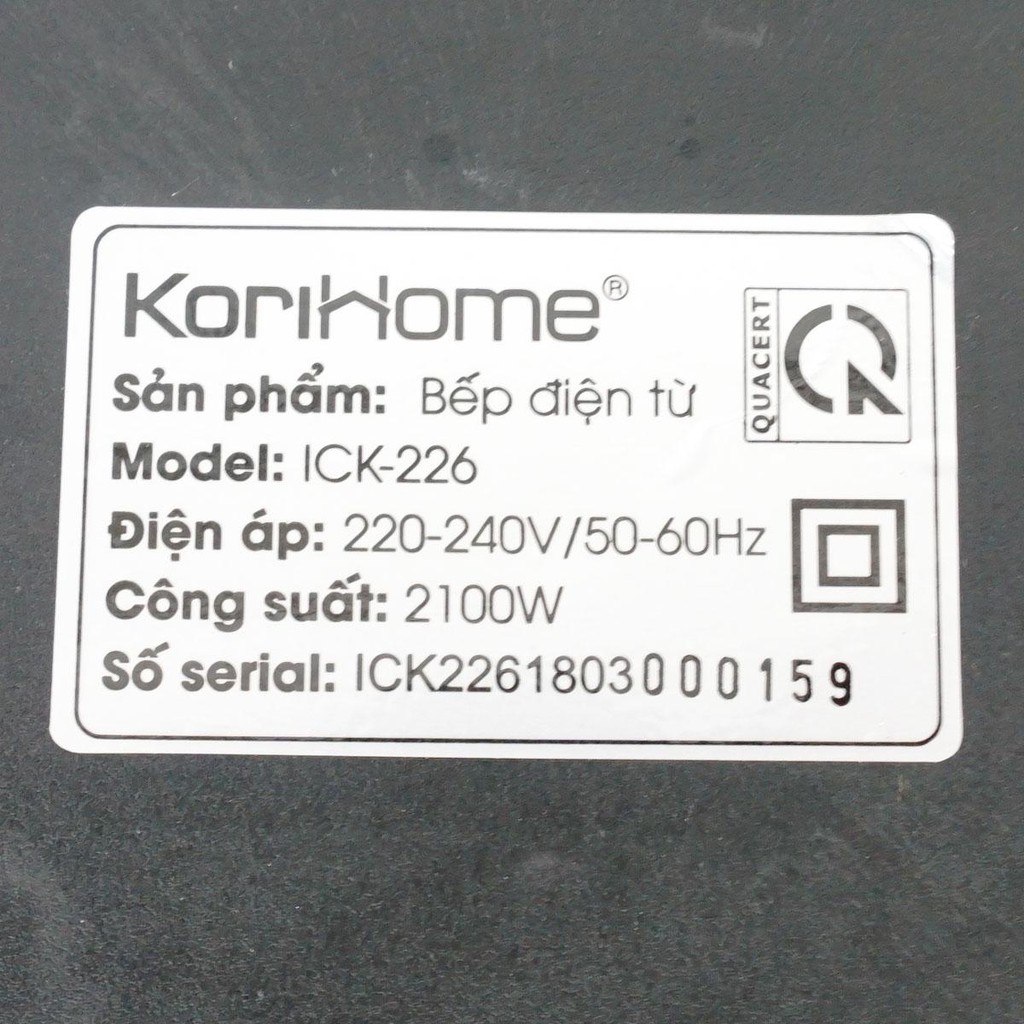 KoriHome®
Sản phẩm: Bếp điện từ
Model: ICK-226
Điện áp: 220-240V/50-60Hz
Công suất: 2100W
Số serial: ICK2261803000159
QUACERT